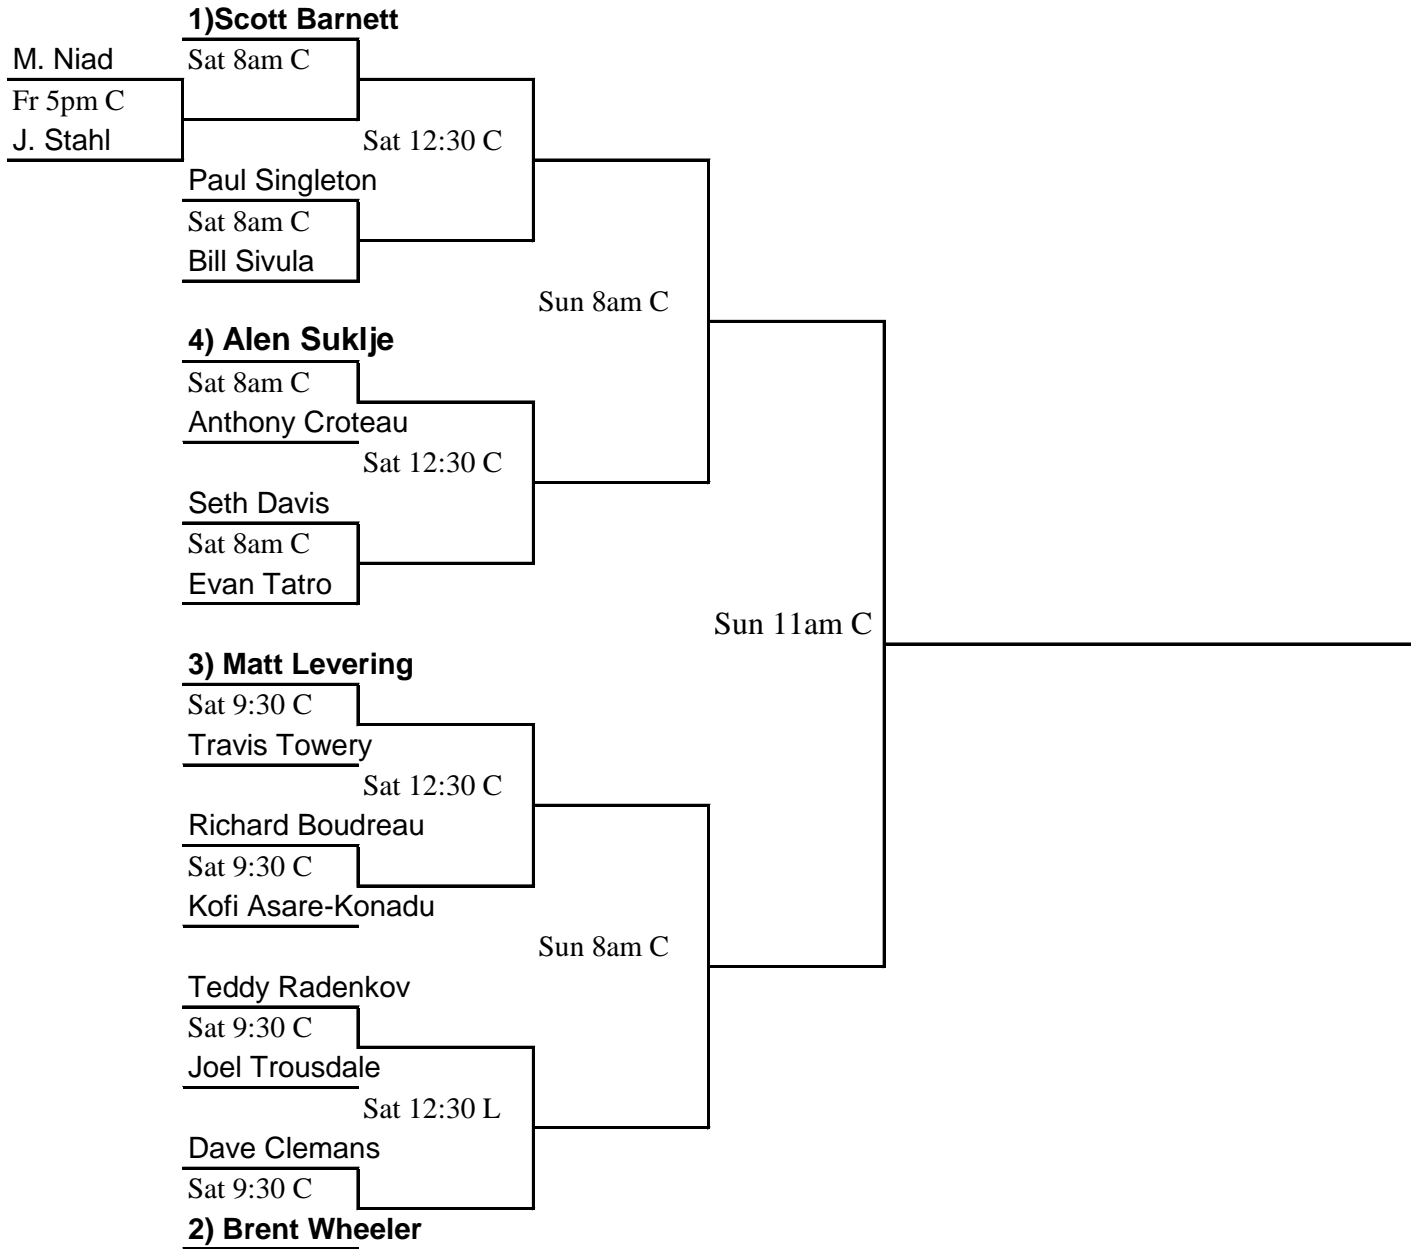 1)Scott Barnett
M. Niad
Sat 8am C
Fr 5pm C
J. Stahl
Sat 12:30 C
Paul Singleton
Sat 8am C
Bill Sivula
Sun 8am C
4) Alen Suklje
Sat 8am C
Anthony Croteau
Sat 12:30 C
Seth Davis
Sat 8am C
Evan Tatro
Sun 11am C
3) Matt Levering
Sat 9:30 C
Travis Towery
Sat 12:30 C
Richard Boudreau
Sat 9:30 C
Kofi Asare-Konadu
Sun 8am C
Teddy Radenkov
Sat 9:30 C
Joel Trousdale
Sat 12:30 L
Dave Clemans
Sat 9:30 C
2) Brent Wheeler